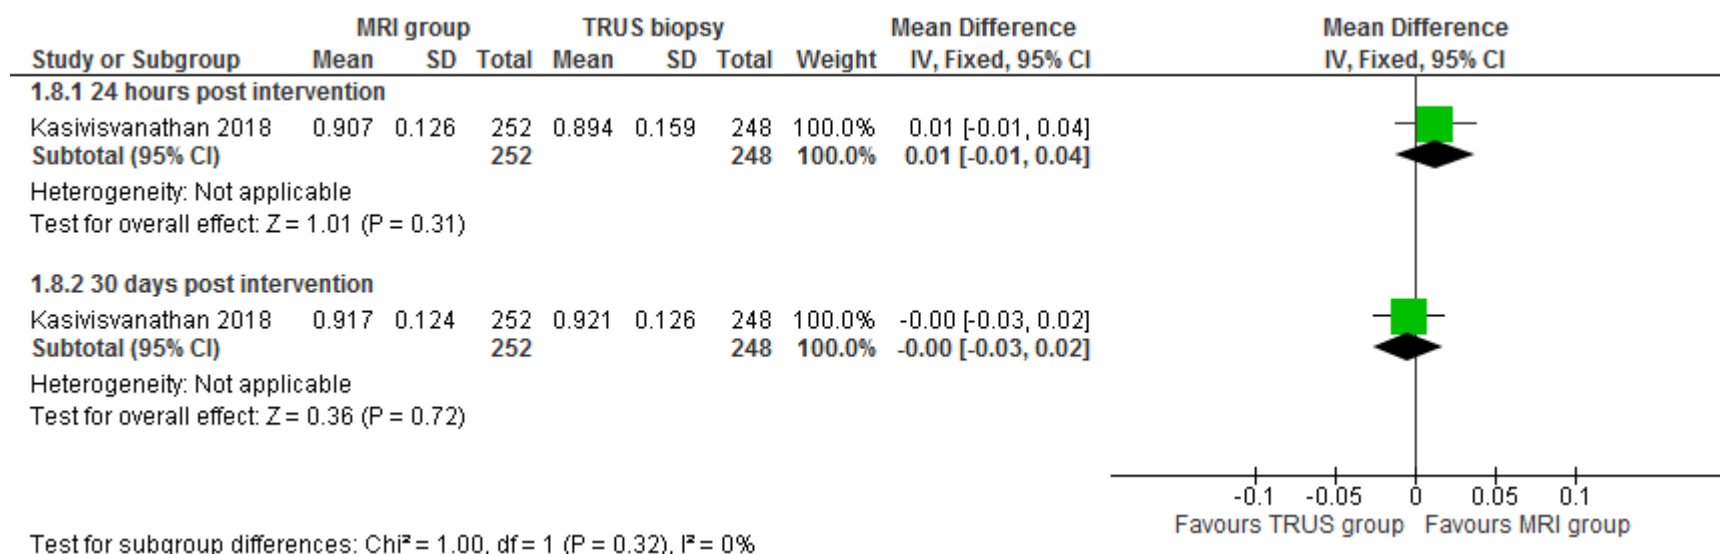 MRI group TRUS biopsy Mean Difference Mean Difference
Study or Subgroup Mean SD Total Mean SD Total Weight IV, Fixed, 95% CI IV, Fixed, 95% CI
1.8.1 24 hours post intervention
Kasivisvanathan 2018 0.907 0.126 252 0.894 0.159 248 100.0% 0.01 [-0.01, 0.04]
Subtotal (95% CI) 252 248 100.0% 0.01 [-0.01, 0.04]
Heterogeneity: Not applicable
Test for overall effect: Z = 1.01 (P = 0.31)
1.8.2 30 days post intervention
Kasivisvanathan 2018 0.917 0.124 252 0.921 0.126 248 100.0% -0.00 [-0.03, 0.02]
Subtotal (95% CI) 252 248 100.0% -0.00 [-0.03, 0.02]
Heterogeneity: Not applicable
Test for overall effect: Z = 0.36 (P = 0.72)
-0.1 -0.05 0 0.05 0.1
Favours TRUS group Favours MRI group
Test for subgroup differences: Chi² = 1.00, df = 1 (P = 0.32), I² = 0%